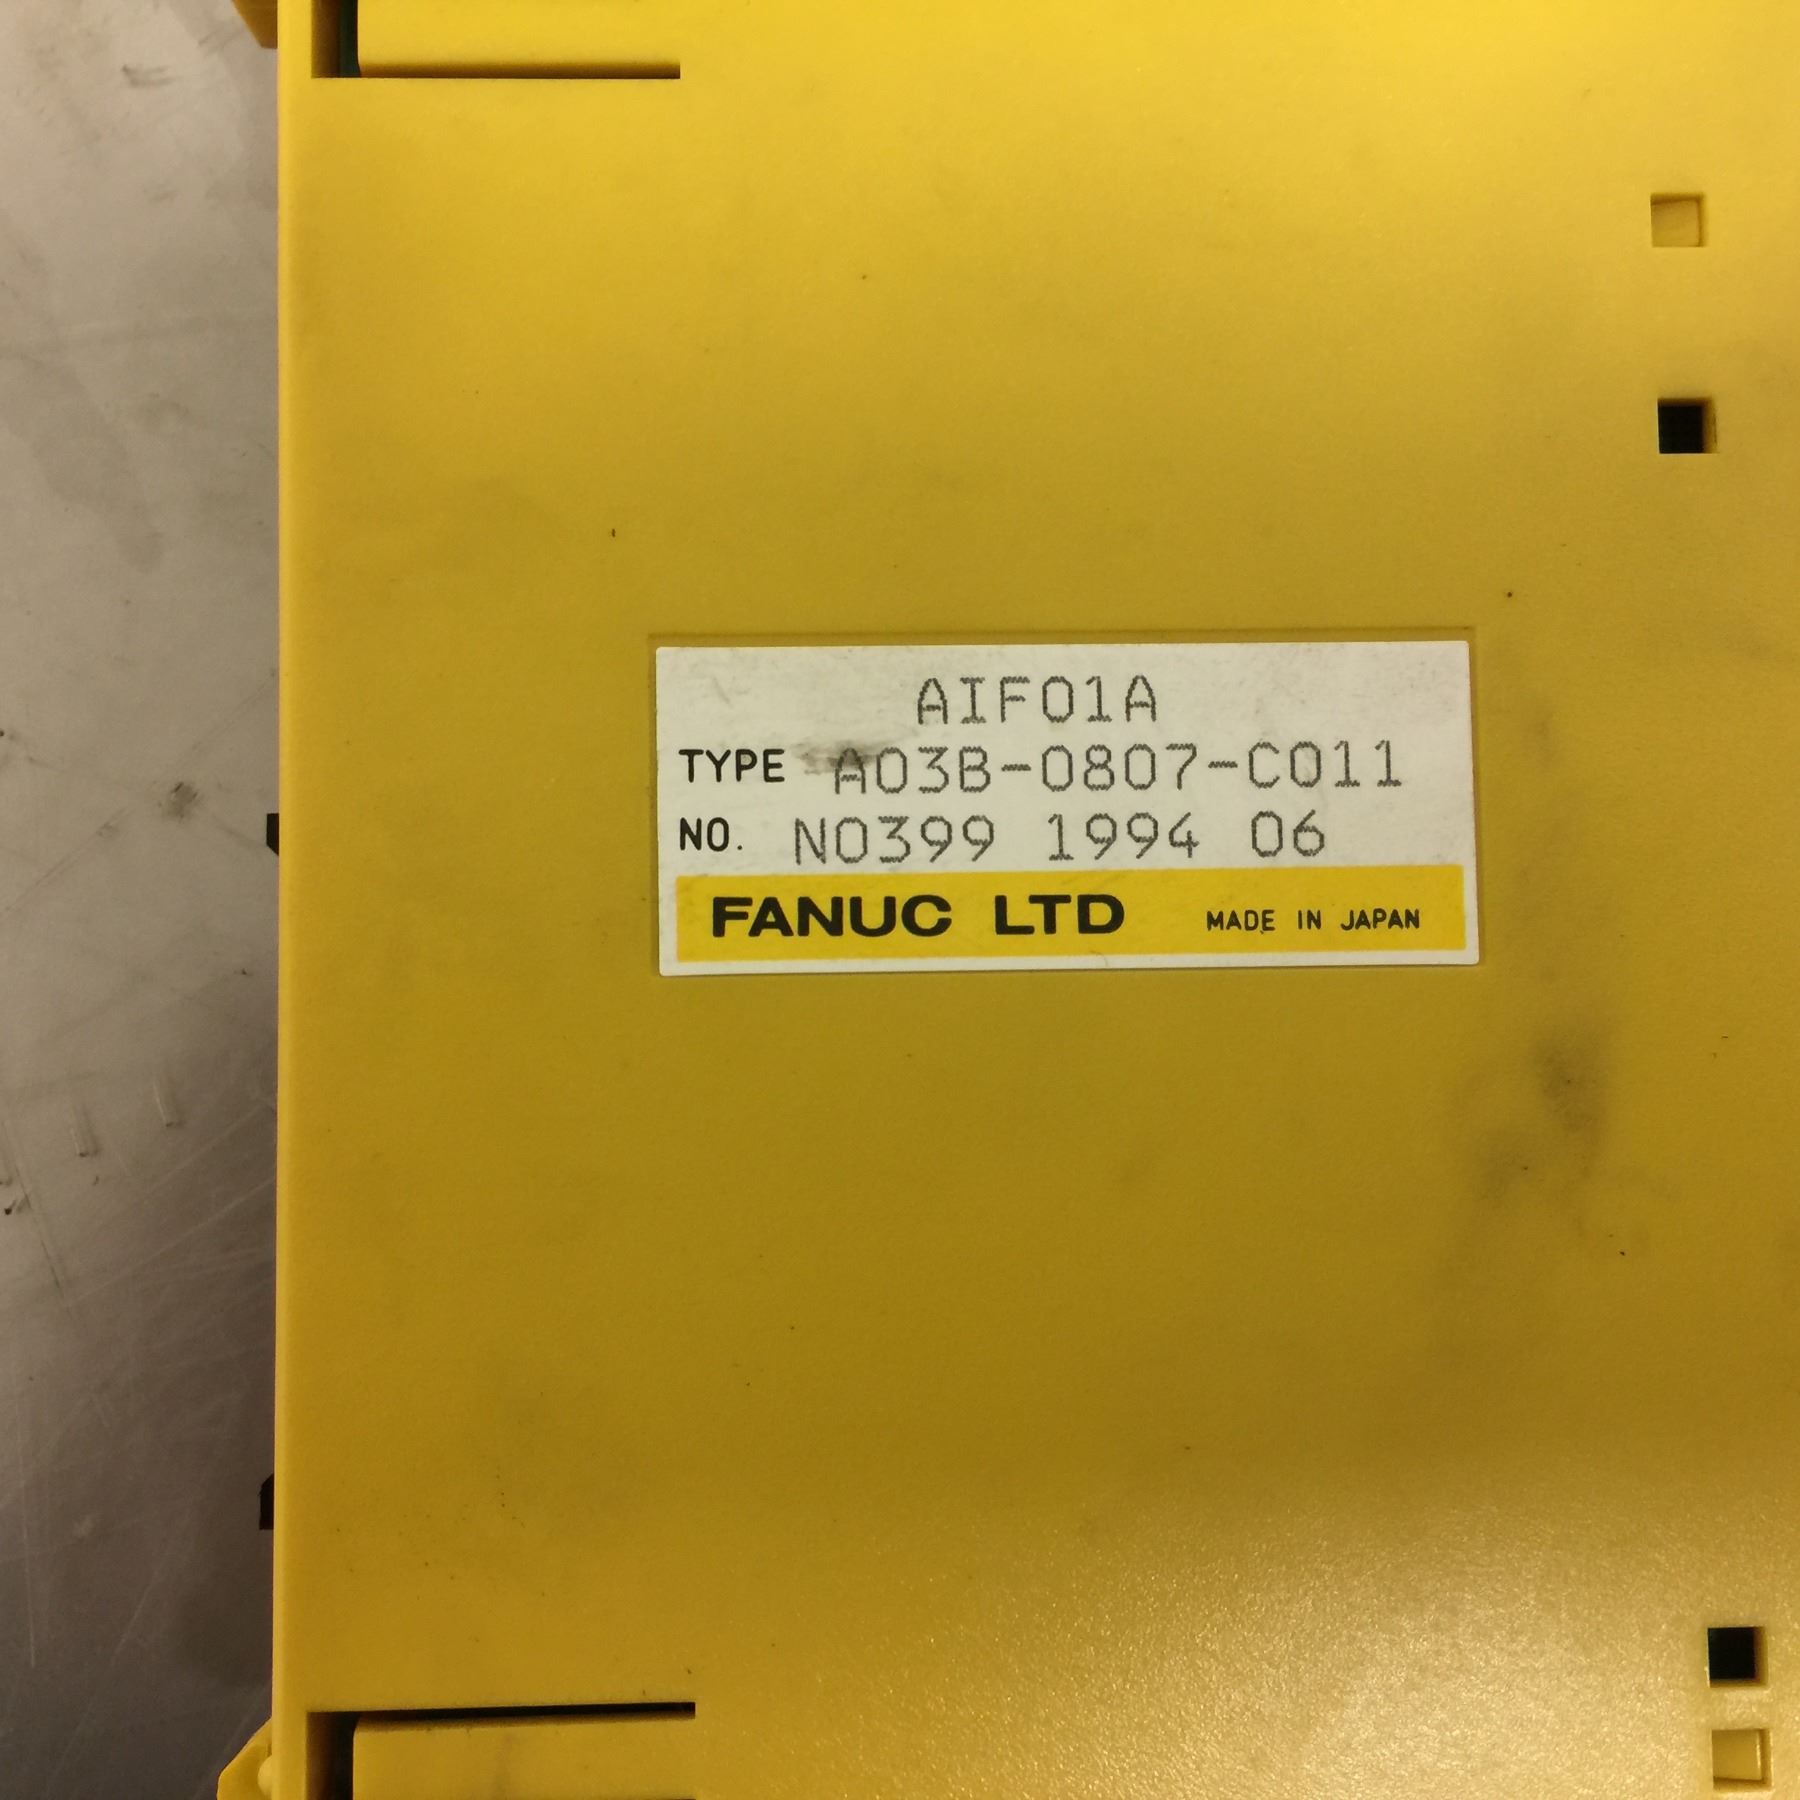 AIF01A
TYPE A03B-0807-C011
NO. N0399 1994 06
FANUC LTD MADE IN JAPAN